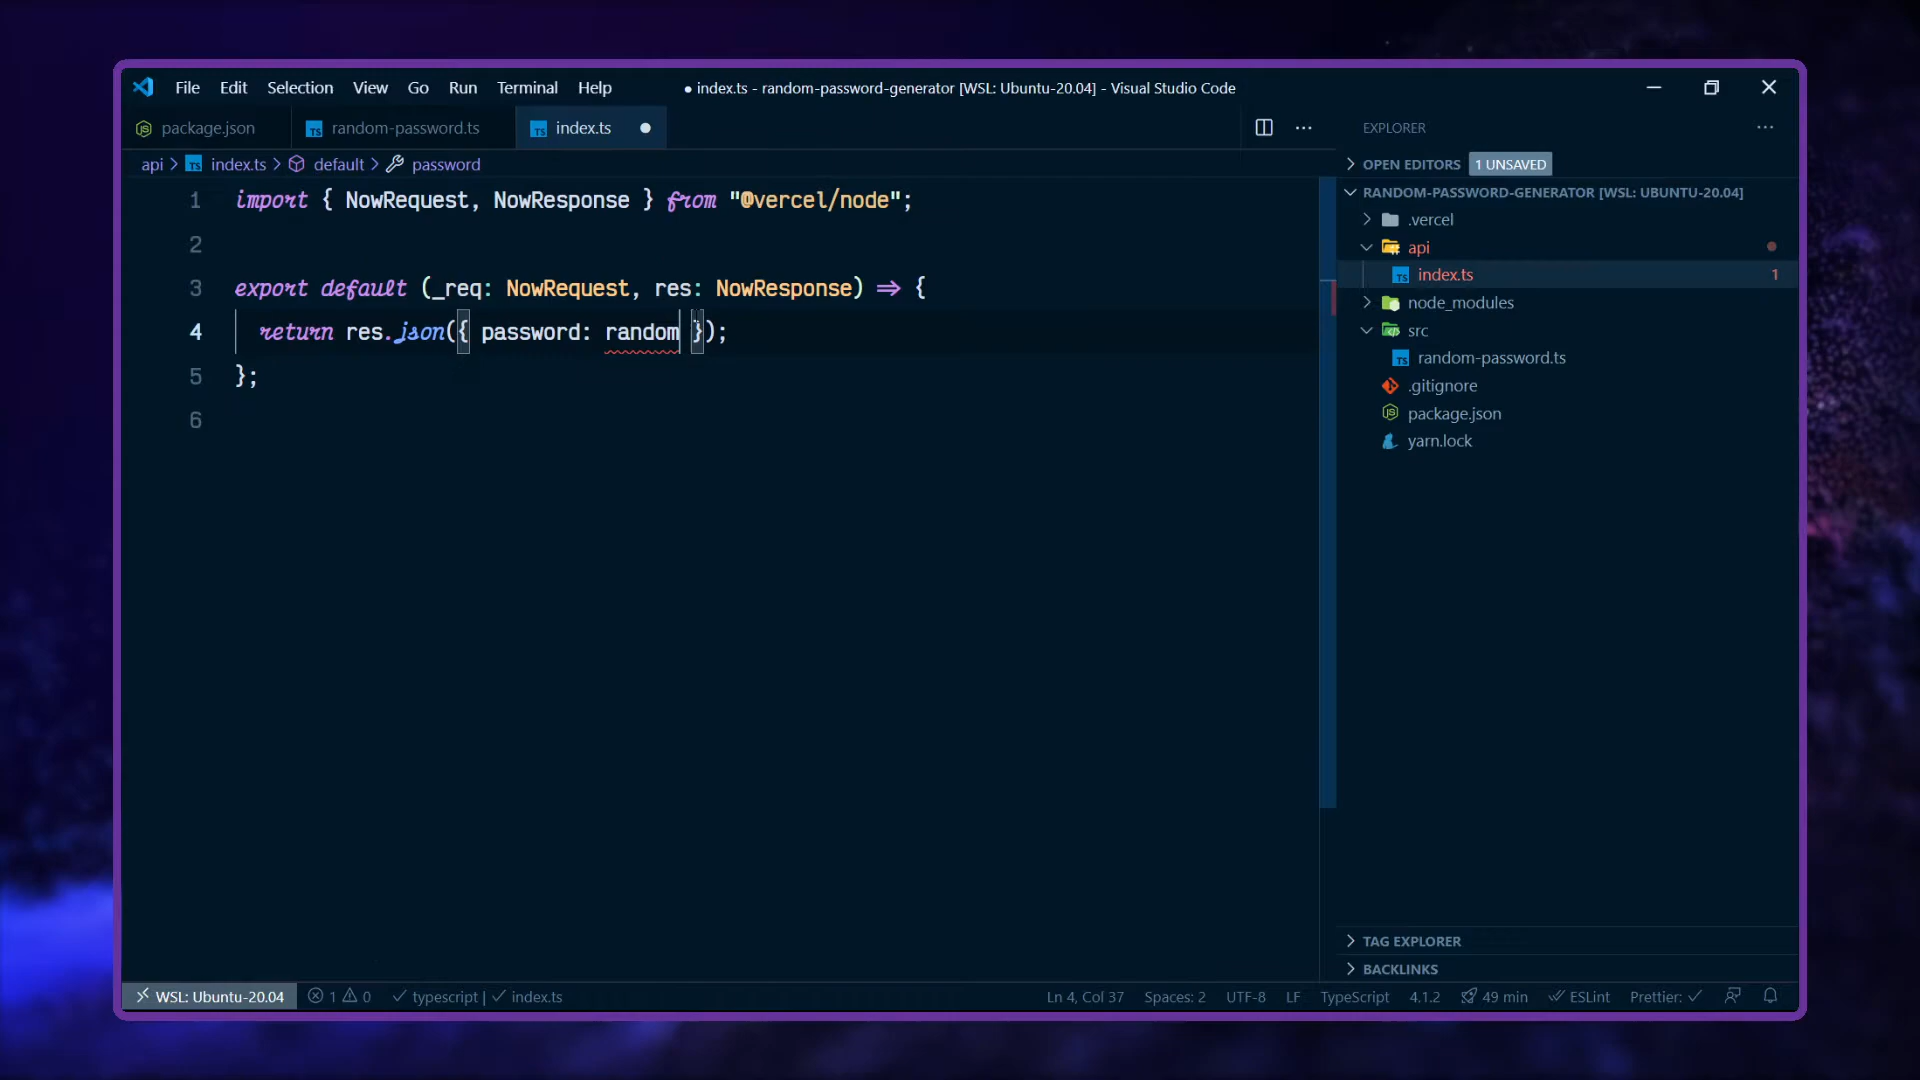 File Edit Selection View Go Run Terminal Help ● index.ts - random-password-generator [WSL: Ubuntu-20.04] - Visual Studio Code
package.json TS random-password.ts TS index.ts
EXPLORER
api > TS index.ts > default > password
OPEN EDITORS 1 UNSAVED
1 import { NowRequest, NowResponse } from "@vercel/node";
2
3 export default (_req: NowRequest, res: NowResponse) => {
4 return res.json({ password: random });
5 };
6
RANDOM-PASSWORD-GENERATOR [WSL: UBUNTU-20.04]
.vercel
api
TS index.ts 1
node_modules
src
TS random-password.ts
.gitignore
package.json
yarn.lock
TAG EXPLORER
BACKLINKS
WSL: Ubuntu-20.04 1 0 typescript | index.ts Ln 4, Col 37 Spaces: 2 UTF-8 LF TypeScript 4.1.2 49 min ESLint Prettier: